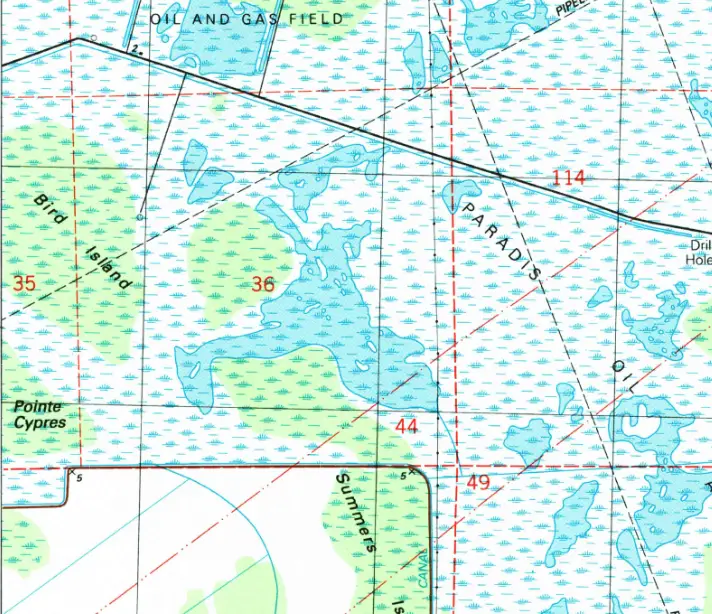 OIL AND GAS FIELD
PIPEL
2
114
Bird
Island
PARADIS
Dril
Hole
35
36
OIL
Pointe
Cypres
44
5
5
49
Summers
Is
CANAL